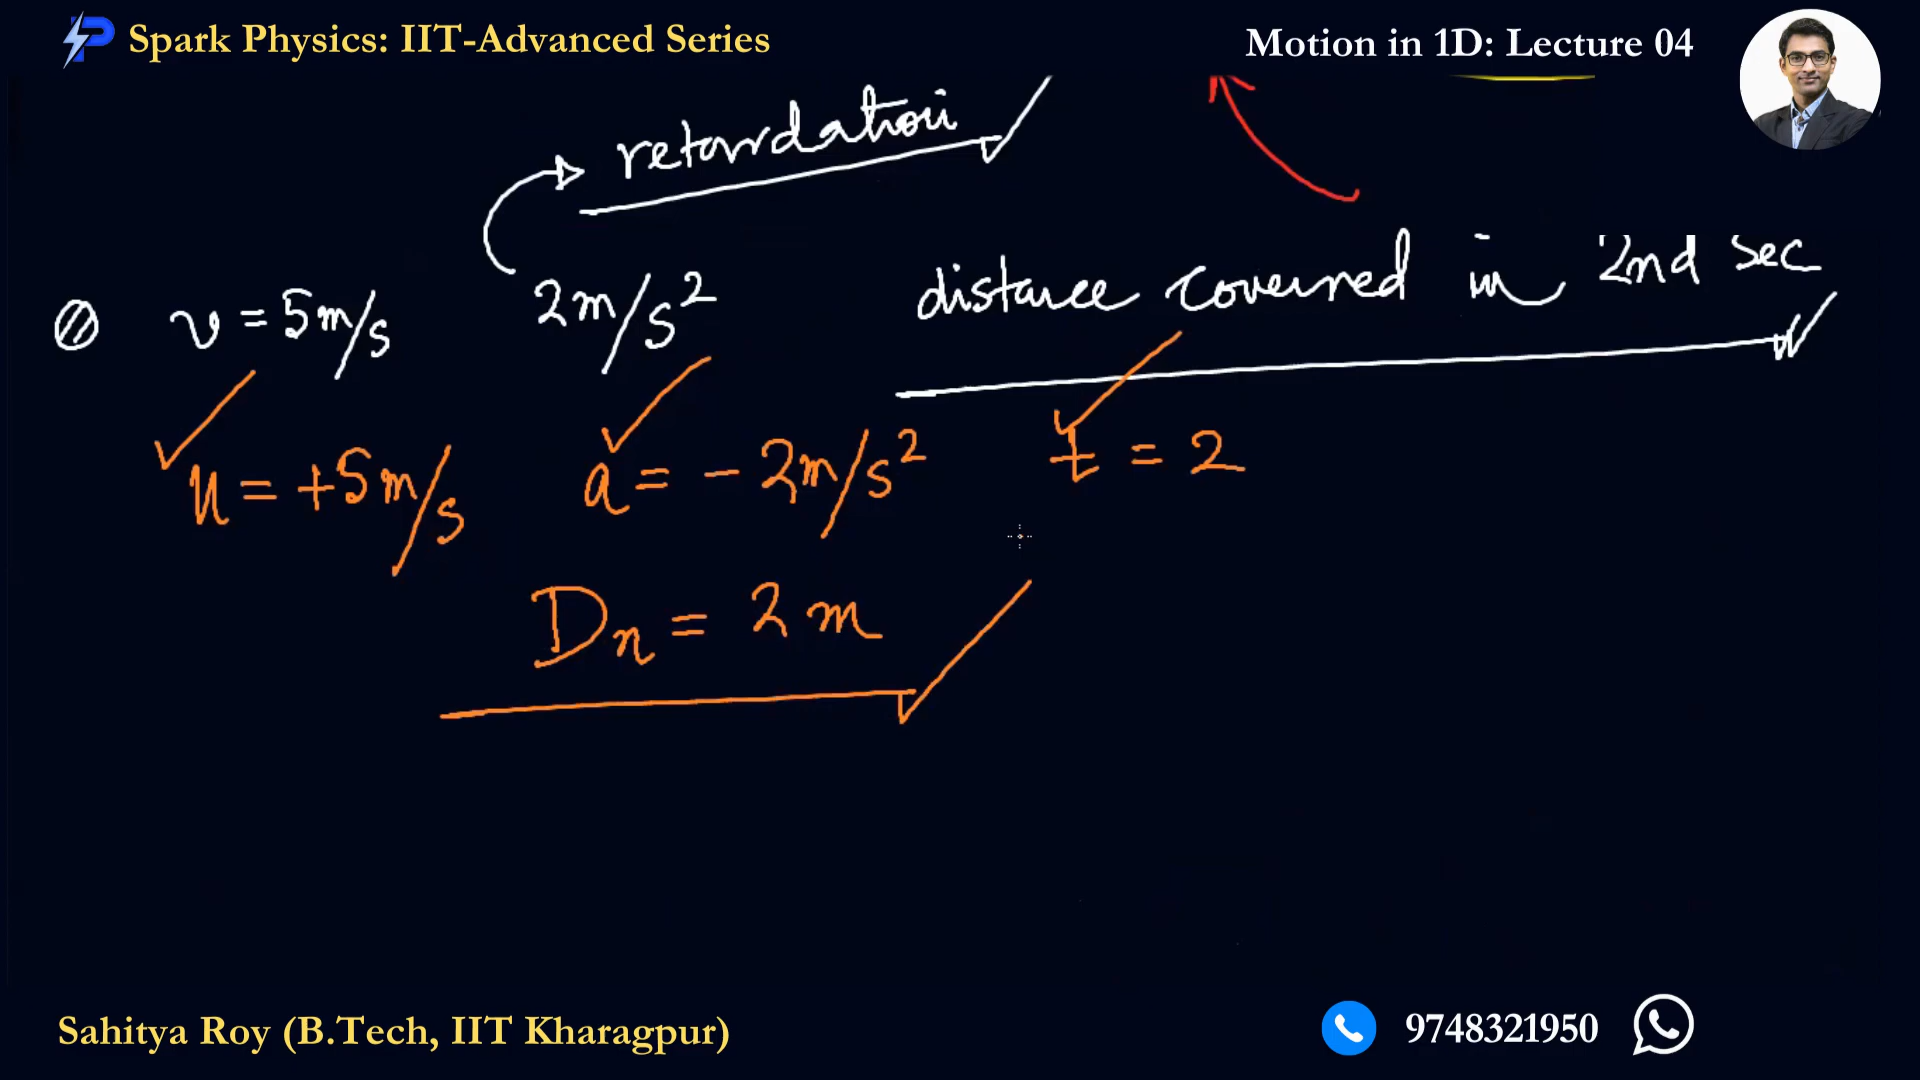 Spark Physics: IIT-Advanced Series
Motion in 1D: Lecture 04
retardation
v = 5m/s 2m/s² distance covered in 2nd sec
u = +5m/s a = -2m/s² t = 2
Dn = 2m
Sahitya Roy (B.Tech, IIT Kharagpur)
9748321950